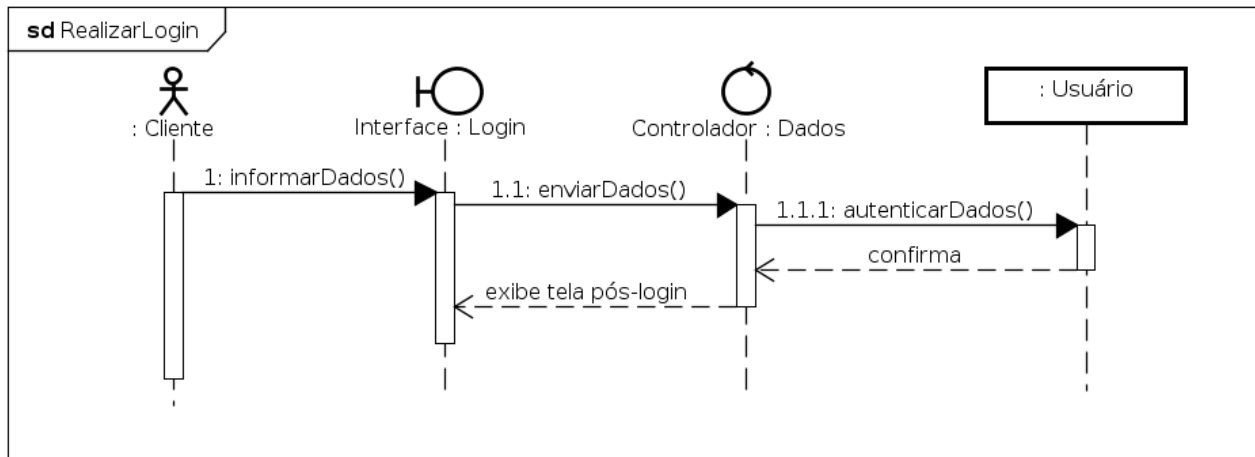 sd RealizarLogin
: Cliente
Interface : Login
Controlador : Dados
: Usuário
1: informarDados()
1.1: enviarDados()
1.1.1: autenticarDados()
confirma
exibe tela pós-login